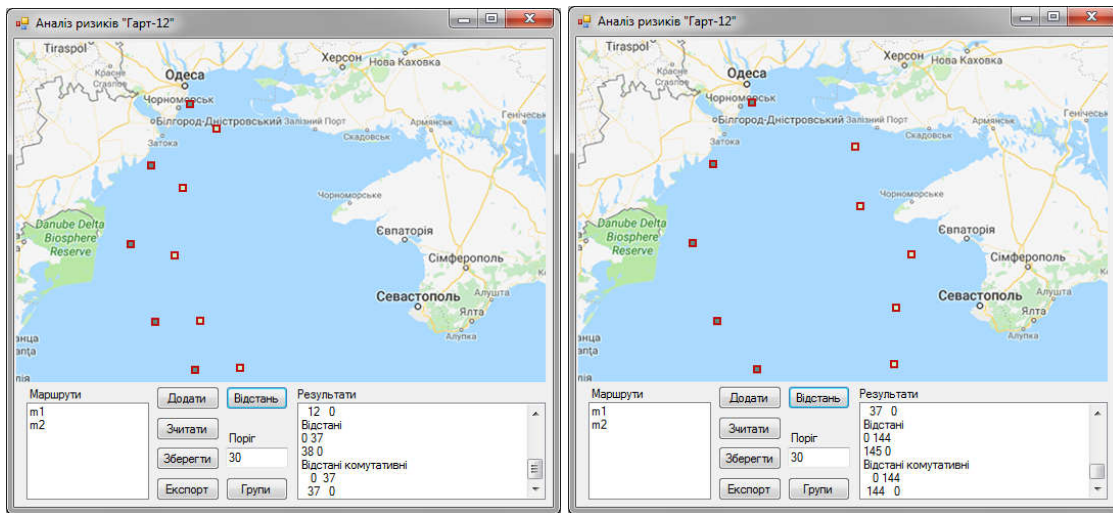 Аналіз ризиків "Гарт-12"
Tiraspol
Красне
Одеса
Херсон
Нова Каховка
Чорноморськ
Білгород-Дністровський
Залізний Порт
Затока
Скадовськ
Армянськ
Генічеськ
Чорноморське
Danube Delta
Biosphere
Reserve
Євпаторія
Сімферополь
Севастополь
Алушта
Ялта
Алупка
Маршрути
m1
m2
Додати
Зчитати
Зберегти
Експорт
Відстань
Поріг
30
Групи
Результати
12 0
Відстані
0 37
38 0
Відстані комутативні
0 37
37 0
Аналіз ризиків "Гарт-12"
Tiraspol
Красне
Одеса
Херсон
Нова Каховка
Чорноморськ
Білгород-Дністровський
Залізний Порт
Затока
Скадовськ
Армянськ
Генічеськ
Чорноморське
Danube Delta
Biosphere
Reserve
Євпаторія
Сімферополь
Севастополь
Алушта
Ялта
Алупка
Маршрути
m1
m2
Додати
Зчитати
Зберегти
Експорт
Відстань
Поріг
30
Групи
Результати
37 0
Відстані
0 144
145 0
Відстані комутативні
0 144
144 0